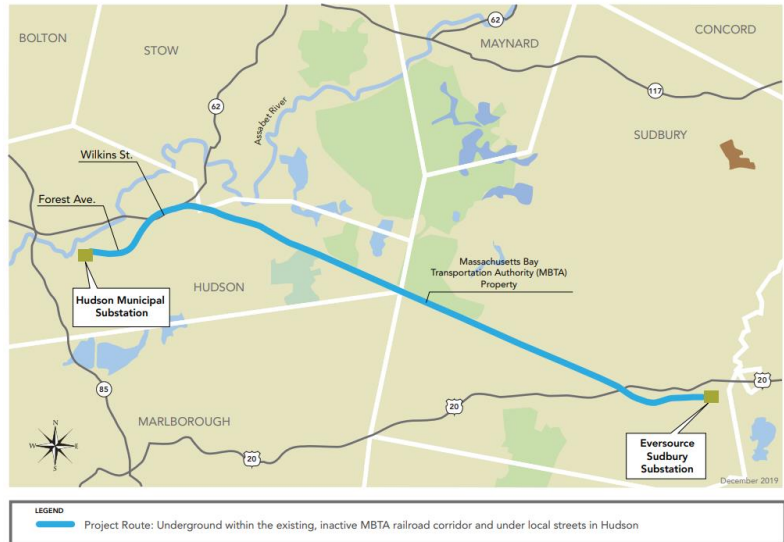 BOLTON
STOW
62
MAYNARD
CONCORD
62
117
Assabet River
SUDBURY
Wilkins St.
Forest Ave.
Massachusetts Bay
Transportation Authority (MBTA)
Property
HUDSON
Hudson Municipal
Substation
85
20
20
MARLBOROUGH
20
N
W
E
S
Eversource
Sudbury
Substation
December 2019
LEGEND
Project Route: Underground within the existing, inactive MBTA railroad corridor and under local streets in Hudson